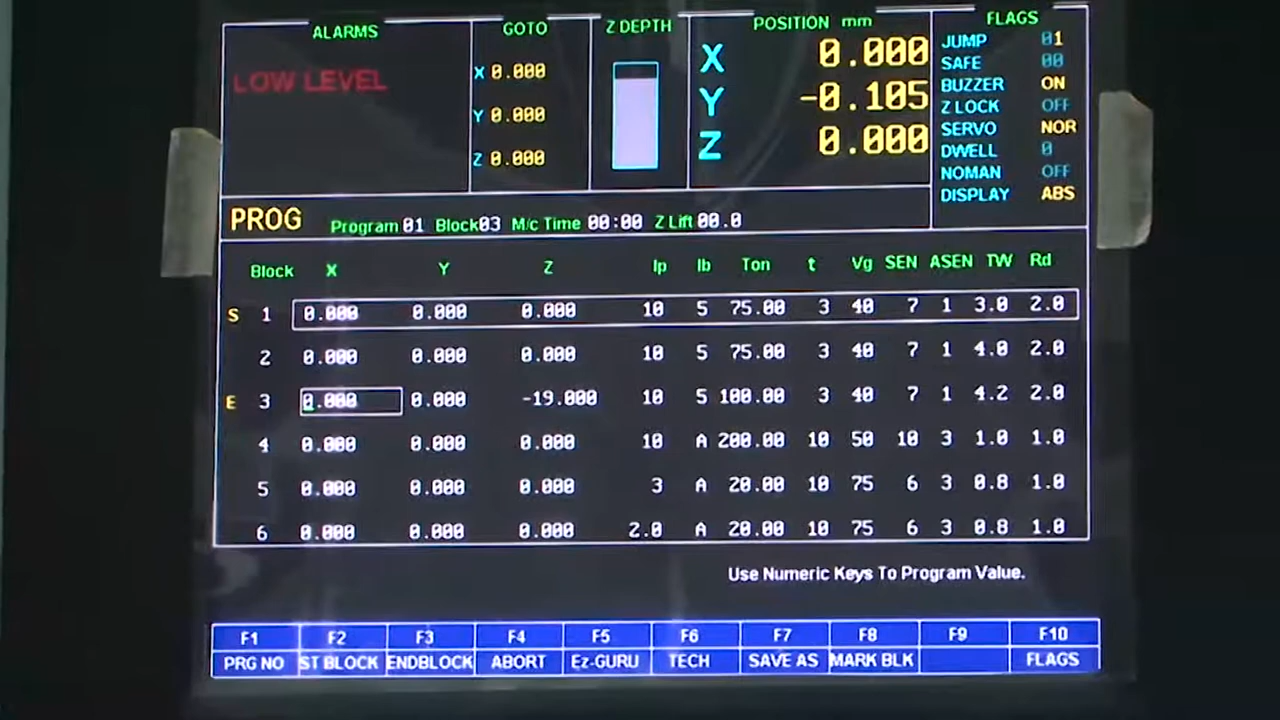 ALARMS GOTO Z DEPTH POSITION mm FLAGS
LOW LEVEL
X 0.000
Y 0.000
Z 0.000
X 0.000
Y -0.105
Z 0.000
JUMP 01
SAFE 00
BUZZER ON
Z LOCK OFF
SERVO NOR
DWELL 0
NOMAN OFF
DISPLAY ABS
PROG Program 01 Block03 M/c Time 00:00 Z Lift 00.0
Block X Y Z Ip Ib Ton t Vg SEN ASEN TW Rd
S 1 0.000 0.000 0.000 10 5 75.00 3 40 7 1 3.0 2.0
2 0.000 0.000 0.000 10 5 75.00 3 40 7 1 4.0 2.0
E 3 0.000 0.000 -19.000 10 5 100.00 3 40 7 1 4.2 2.0
4 0.000 0.000 0.000 10 A 200.00 10 50 10 3 1.0 1.0
5 0.000 0.000 0.000 3 A 20.00 10 75 6 3 0.8 1.0
6 0.000 0.000 0.000 2.0 A 20.00 10 75 6 3 0.8 1.0
Use Numeric Keys To Program Value.
F1 F2 F3 F4 F5 F6 F7 F8 F9 F10
PRG NO ST BLOCK ENDBLOCK ABORT Ez-GURU TECH SAVE AS MARK BLK FLAGS